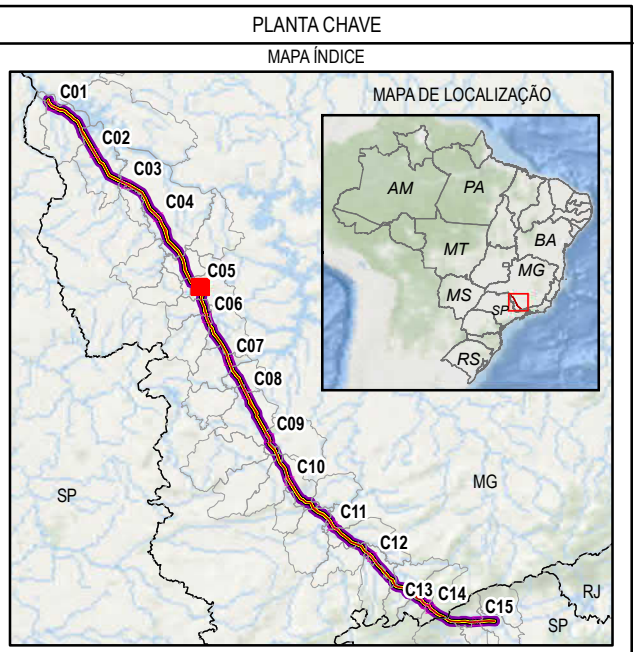 PLANTA CHAVE
MAPA ÍNDICE
MAPA DE LOCALIZAÇÃO
C01
C02
C03
C04
C05
C06
C07
C08
C09
C10
C11
C12
C13
C14
C15
SP
MG
RJ
SP
AM
PA
MT
BA
MG
MS
SP
RS